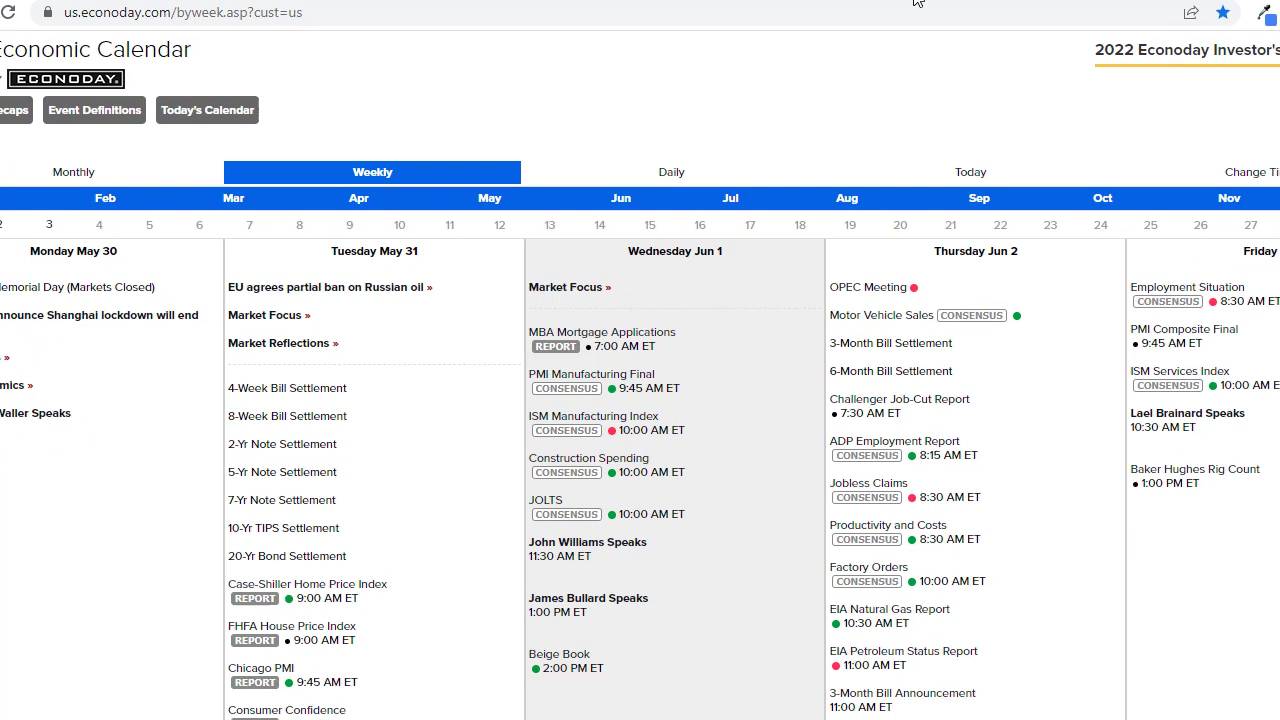 us.econoday.com/byweek.asp?cust=us
Economic Calendar
2022 Econoday Investor's
ECONODAY®
ecaps
Event Definitions
Today's Calendar
Monthly
Weekly
Daily
Today
Change Ti
Feb
Mar
Apr
May
Jun
Jul
Aug
Sep
Oct
Nov
2 3 4 5 6 7 8 9 10 11 12 13 14 15 16 17 18 19 20 21 22 23 24 25 26 27
Monday May 30
emorial Day (Markets Closed)
nnounce Shanghai lockdown will end
»
mics »
Waller Speaks
Tuesday May 31
EU agrees partial ban on Russian oil »
Market Focus »
Market Reflections »
4-Week Bill Settlement
8-Week Bill Settlement
2-Yr Note Settlement
5-Yr Note Settlement
7-Yr Note Settlement
10-Yr TIPS Settlement
20-Yr Bond Settlement
Case-Shiller Home Price Index
REPORT 9:00 AM ET
FHFA House Price Index
REPORT 9:00 AM ET
Chicago PMI
REPORT 9:45 AM ET
Consumer Confidence
Wednesday Jun 1
Market Focus »
MBA Mortgage Applications
REPORT 7:00 AM ET
PMI Manufacturing Final
CONSENSUS 9:45 AM ET
ISM Manufacturing Index
CONSENSUS 10:00 AM ET
Construction Spending
CONSENSUS 10:00 AM ET
JOLTS
CONSENSUS 10:00 AM ET
John Williams Speaks
11:30 AM ET
James Bullard Speaks
1:00 PM ET
Beige Book
2:00 PM ET
Thursday Jun 2
OPEC Meeting
Motor Vehicle Sales CONSENSUS
3-Month Bill Settlement
6-Month Bill Settlement
Challenger Job-Cut Report
7:30 AM ET
ADP Employment Report
CONSENSUS 8:15 AM ET
Jobless Claims
CONSENSUS 8:30 AM ET
Productivity and Costs
CONSENSUS 8:30 AM ET
Factory Orders
CONSENSUS 10:00 AM ET
EIA Natural Gas Report
10:30 AM ET
EIA Petroleum Status Report
11:00 AM ET
3-Month Bill Announcement
11:00 AM ET
Friday
Employment Situation
CONSENSUS 8:30 AM E
PMI Composite Final
9:45 AM ET
ISM Services Index
CONSENSUS 10:00 AM E
Lael Brainard Speaks
10:30 AM ET
Baker Hughes Rig Count
1:00 PM ET